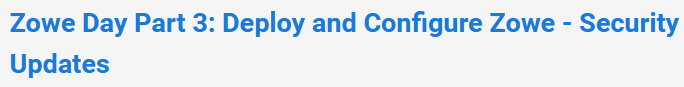 Zowe Day Part 3: Deploy and Configure Zowe - Security
Updates